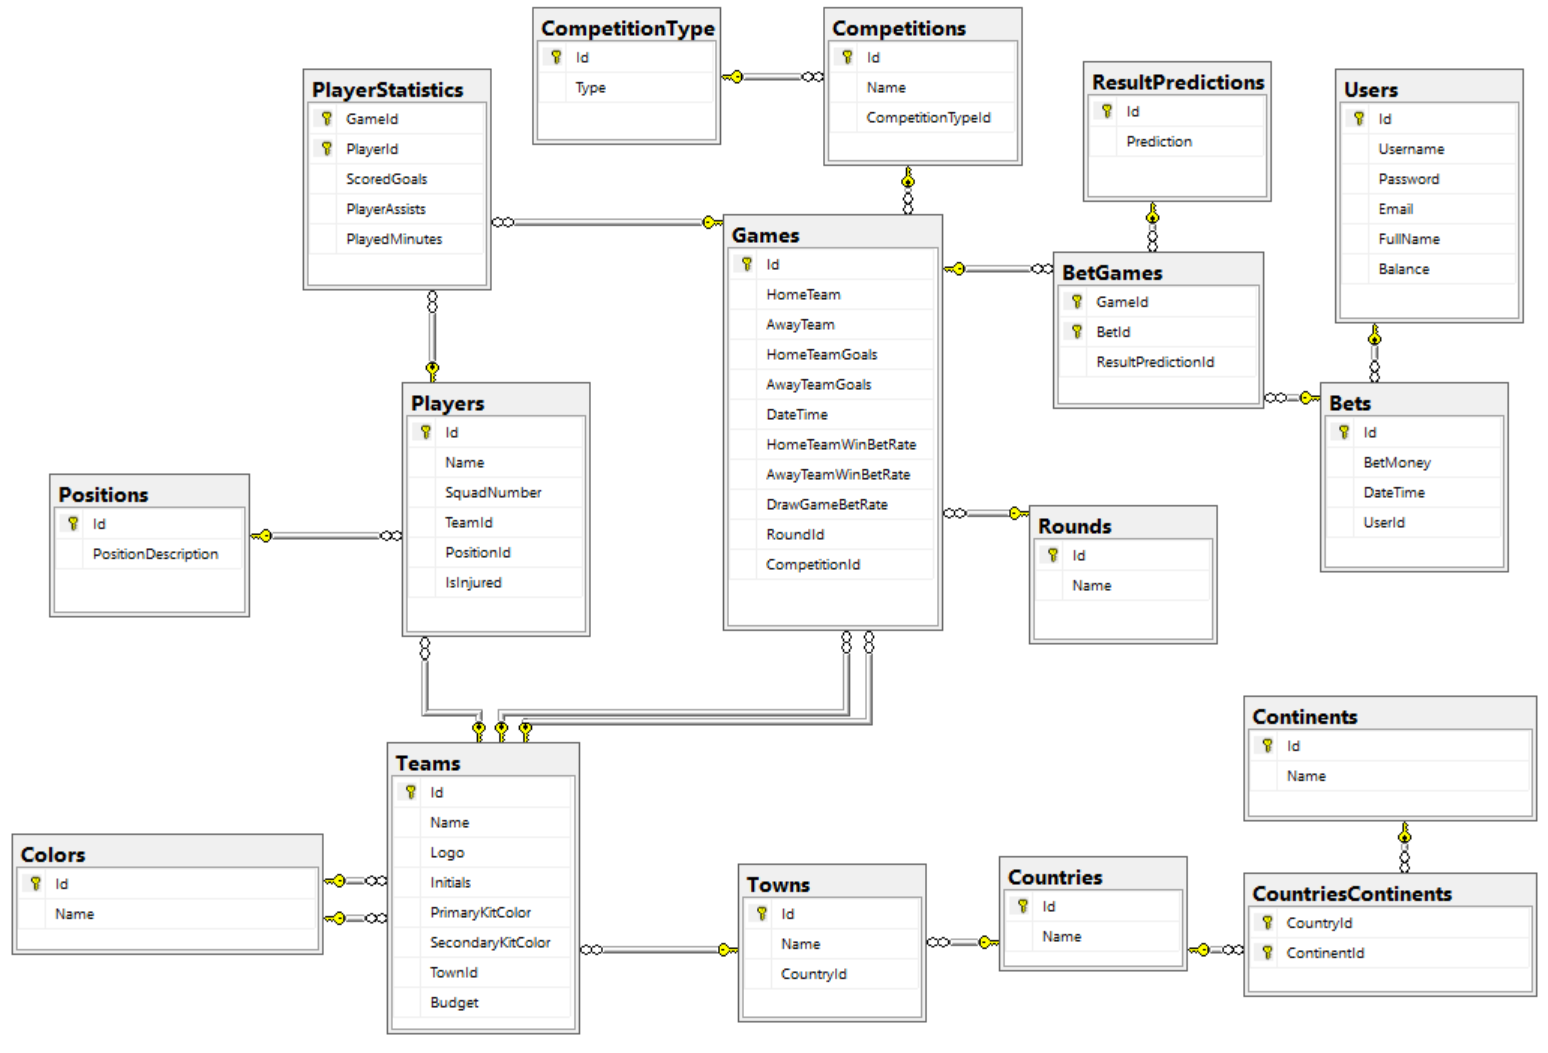 CompetitionType
Id
Type
Competitions
Id
Name
CompetitionTypeId
ResultPredictions
Id
Prediction
Users
Id
Username
Password
Email
FullName
Balance
PlayerStatistics
GameId
PlayerId
ScoredGoals
PlayerAssists
PlayedMinutes
Games
Id
HomeTeam
AwayTeam
HomeTeamGoals
AwayTeamGoals
DateTime
HomeTeamWinBetRate
AwayTeamWinBetRate
DrawGameBetRate
RoundId
CompetitionId
BetGames
GameId
BetId
ResultPredictionId
Bets
Id
BetMoney
DateTime
UserId
Players
Id
Name
SquadNumber
TeamId
PositionId
IsInjured
Positions
Id
PositionDescription
Rounds
Id
Name
Continents
Id
Name
Teams
Id
Name
Logo
Initials
PrimaryKitColor
SecondaryKitColor
TownId
Budget
Colors
Id
Name
Towns
Id
Name
CountryId
Countries
Id
Name
CountriesContinents
CountryId
ContinentId